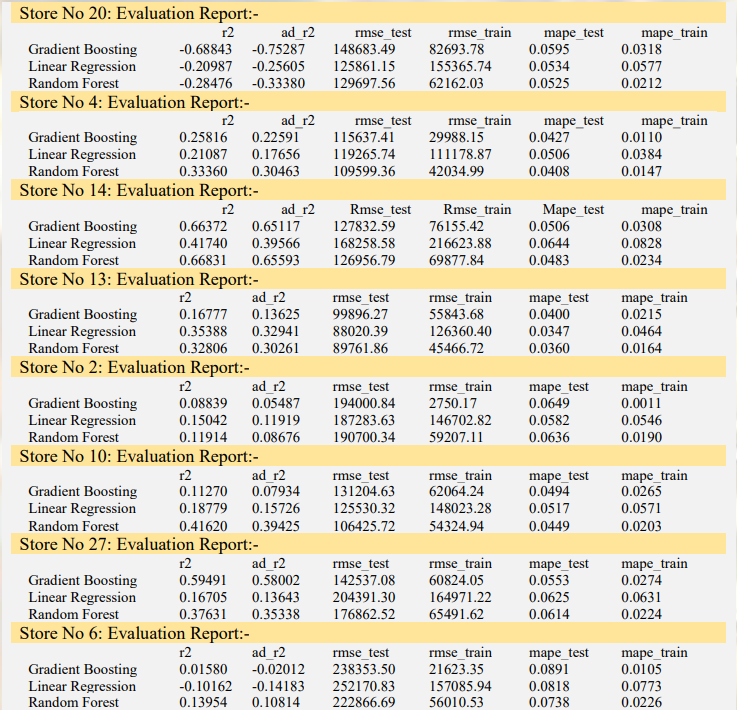 Store No 20: Evaluation Report:-
r2 ad_r2 rmse_test rmse_train mape_test mape_train
Gradient Boosting -0.68843 -0.75287 148683.49 82693.78 0.0595 0.0318
Linear Regression -0.20987 -0.25605 125861.15 155365.74 0.0534 0.0577
Random Forest -0.28476 -0.33380 129697.56 62162.03 0.0525 0.0212
Store No 4: Evaluation Report:-
r2 ad_r2 Rmse_test rmse_train mape_test mape_train
Gradient Boosting 0.25816 0.22591 115637.41 29988.15 0.0427 0.0110
Linear Regression 0.21087 0.17656 119265.74 111178.87 0.0506 0.0384
Random Forest 0.33360 0.30463 109599.36 42034.99 0.0408 0.0147
Store No 14: Evaluation Report:-
r2 ad_r2 Rmse_test Rmse_train Mape_test mape_train
Gradient Boosting 0.66372 0.65117 127832.59 76155.42 0.0506 0.0308
Linear Regression 0.41740 0.39566 168258.58 216623.88 0.0644 0.0828
Random Forest 0.66831 0.65593 126956.79 69877.84 0.0483 0.0234
Store No 13: Evaluation Report:-
r2 ad_r2 rmse_test rmse_train mape_test mape_train
Gradient Boosting 0.16777 0.13625 99896.27 55843.68 0.0400 0.0215
Linear Regression 0.35388 0.32941 88020.39 126360.40 0.0347 0.0464
Random Forest 0.32806 0.30261 89761.86 45466.72 0.0360 0.0164
Store No 2: Evaluation Report:-
r2 ad_r2 rmse_test rmse_train mape_test mape_train
Gradient Boosting 0.08839 0.05487 194000.84 2750.17 0.0649 0.0011
Linear Regression 0.15042 0.11919 187283.63 146702.82 0.0582 0.0546
Random Forest 0.11914 0.08676 190700.34 59207.11 0.0636 0.0190
Store No 10: Evaluation Report:-
r2 ad_r2 rmse_test rmse_train mape_test mape_train
Gradient Boosting 0.11270 0.07934 131204.63 62064.24 0.0494 0.0265
Linear Regression 0.18779 0.15726 125530.32 148023.28 0.0517 0.0571
Random Forest 0.41620 0.39425 106425.72 54324.94 0.0449 0.0203
Store No 27: Evaluation Report:-
r2 ad_r2 rmse_test rmse_train mape_test mape_train
Gradient Boosting 0.59491 0.58002 142537.08 60824.05 0.0553 0.0274
Linear Regression 0.16705 0.13643 204391.30 164971.22 0.0625 0.0631
Random Forest 0.37631 0.35338 176862.52 65491.62 0.0614 0.0224
Store No 6: Evaluation Report:-
r2 ad_r2 rmse_test rmse_train mape_test mape_train
Gradient Boosting 0.01580 -0.02012 238353.50 21623.35 0.0891 0.0105
Linear Regression -0.10162 -0.14183 252170.83 157085.94 0.0818 0.0773
Random Forest 0.13954 0.10814 222866.69 56010.53 0.0738 0.0226